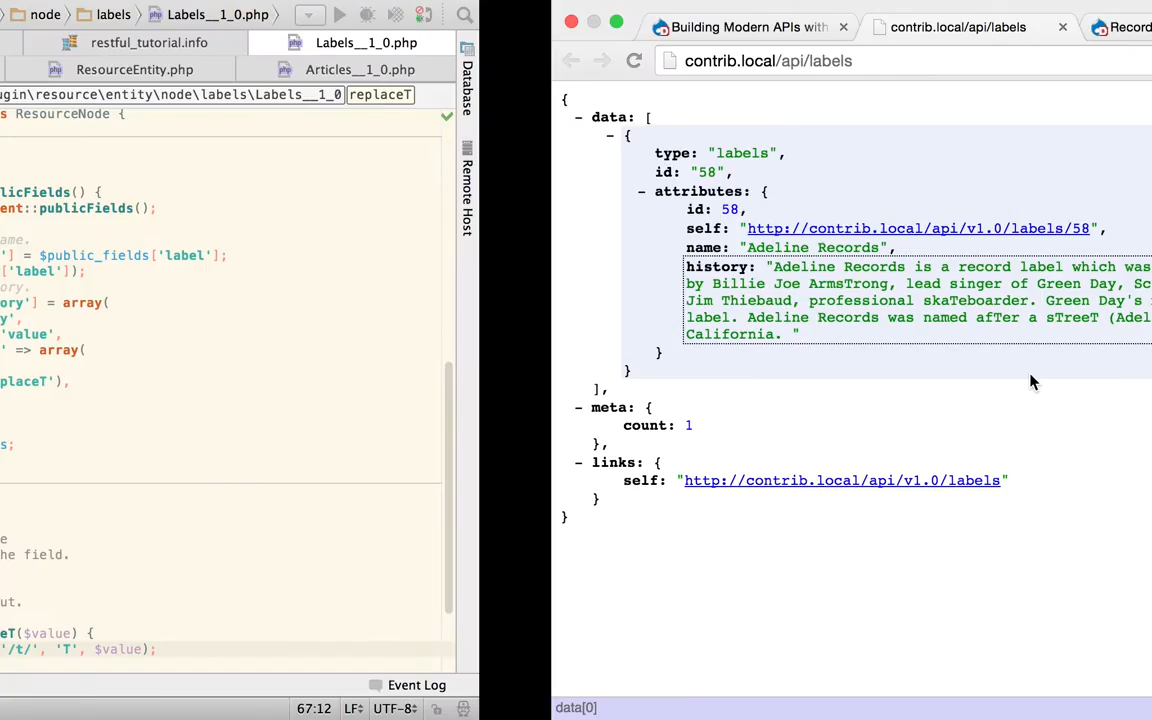 node labels Labels__1_0.php
restful_tutorial.info Labels__1_0.php
ResourceEntity.php Articles__1_0.php
ugin\resource\entity\node\labels\Labels__1_0 replaceT
s ResourceNode {
licFields() {
ent::publicFields();
ame.
'] = $public_fields['label'];
['label']);
ory.
ory'] = array(
y',
'value',
' => array(
placeT'),
s;
e
he field.
ut.
eT($value) {
'/t/', 'T', $value);
Database
Remote Host
Event Log
67:12 LF UTF-8
Building Modern APIs with contrib.local/api/labels Record
contrib.local/api/labels
{
- data: [
- {
type: "labels",
id: "58",
- attributes: {
id: 58,
self: "http://contrib.local/api/v1.0/labels/58",
name: "Adeline Records",
history: "Adeline Records is a record label which was
by Billie Joe ArmsTrong, lead singer of Green Day, Sc
Jim Thiebaud, professional skaTeboarder. Green Day's
label. Adeline Records was named afTer a sTreeT (Adel
California. "
}
}
],
- meta: {
count: 1
},
- links: {
self: "http://contrib.local/api/v1.0/labels"
}
}
data[0]